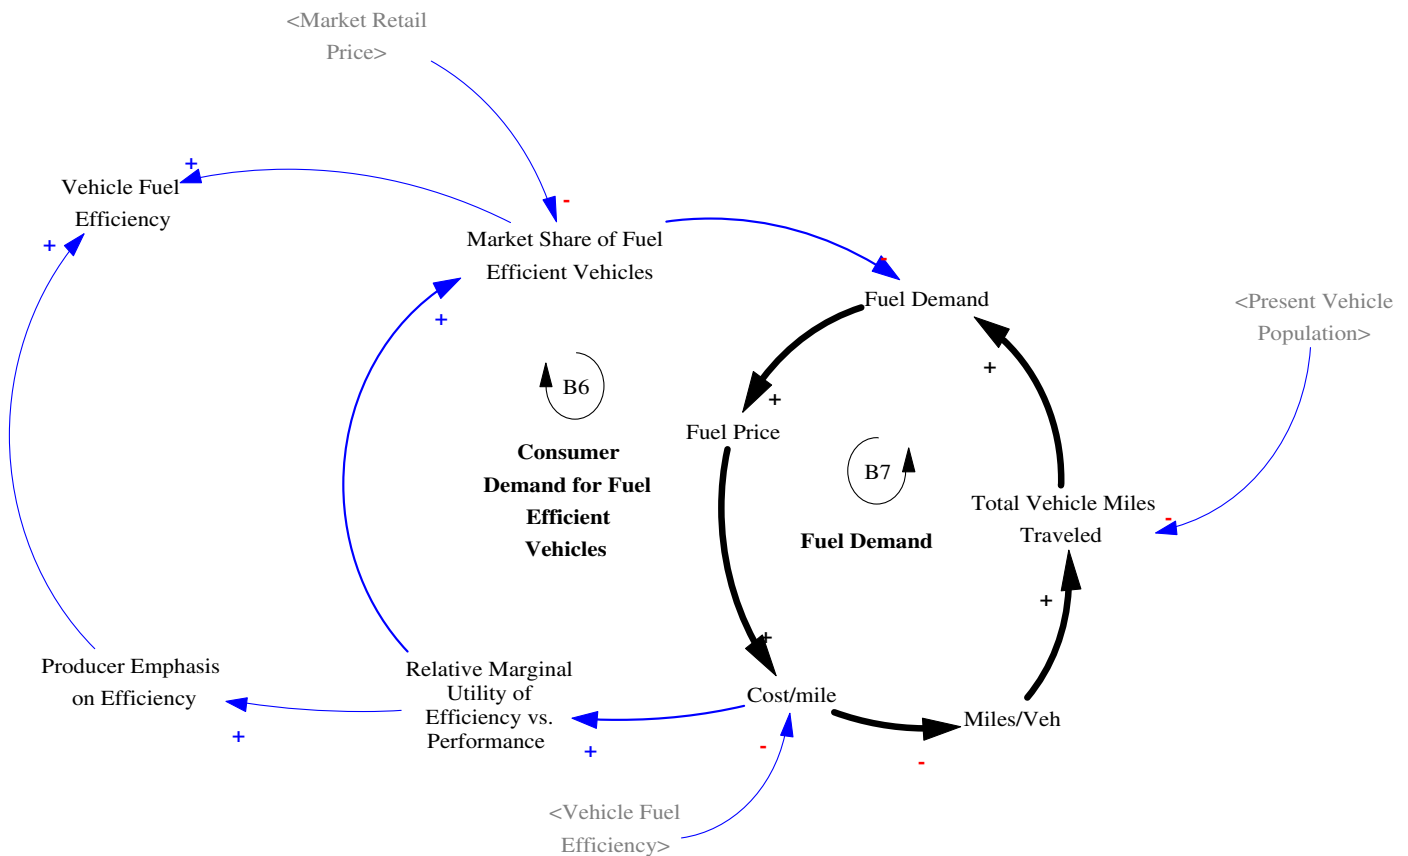 <Market Retail
Price>
+
Vehicle Fuel
Efficiency
+
-
Market Share of Fuel
Efficient Vehicles
+
-
Fuel Demand
<Present Vehicle
Population>
+
B6
+
Fuel Price
Consumer
Demand for Fuel
Efficient
Vehicles
B7
Fuel Demand
Total Vehicle Miles
Traveled
-
+
+
Producer Emphasis
on Efficiency
+
Relative Marginal
Utility of
Efficiency vs.
Performance
+
Cost/mile
-
Miles/Veh
-
<Vehicle Fuel
Efficiency>